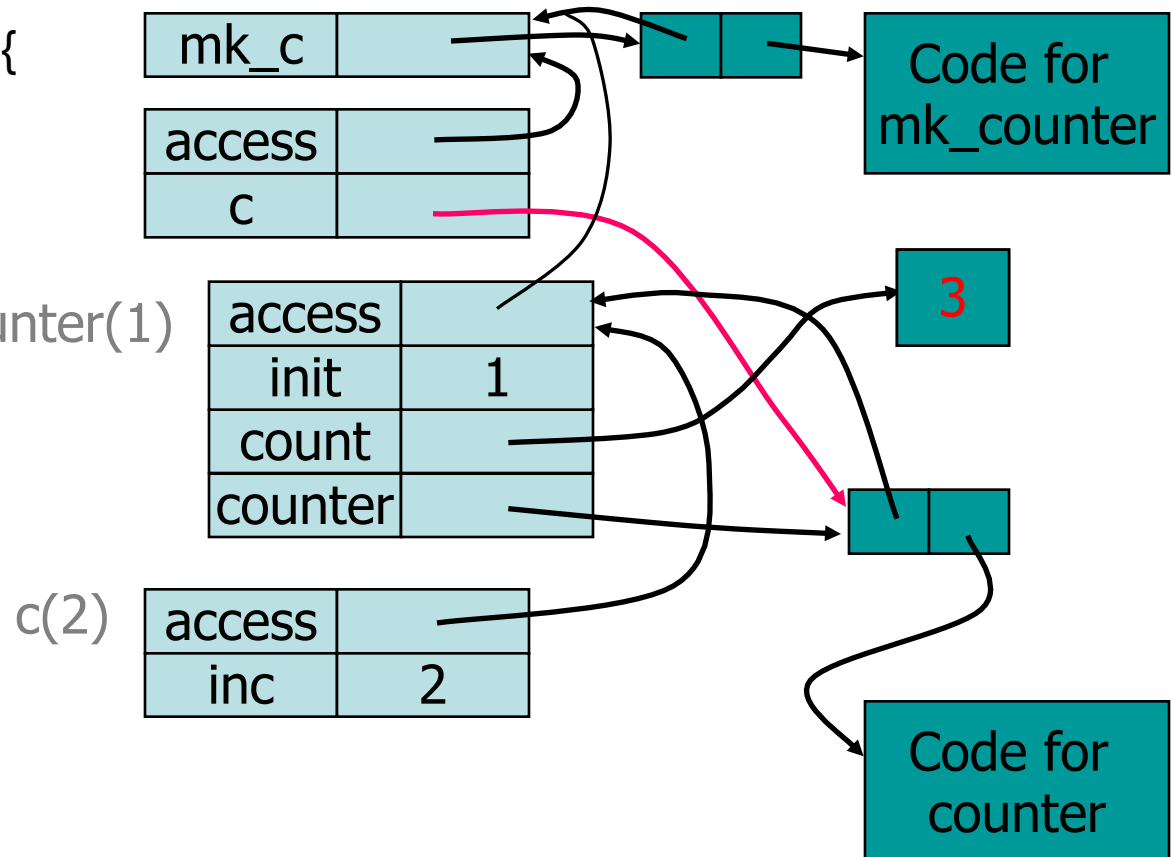 {
mk_c
Code for
mk_counter
access
c
unter(1)
access
3
init 1
count
counter
c(2)
access
inc 2
Code for
counter